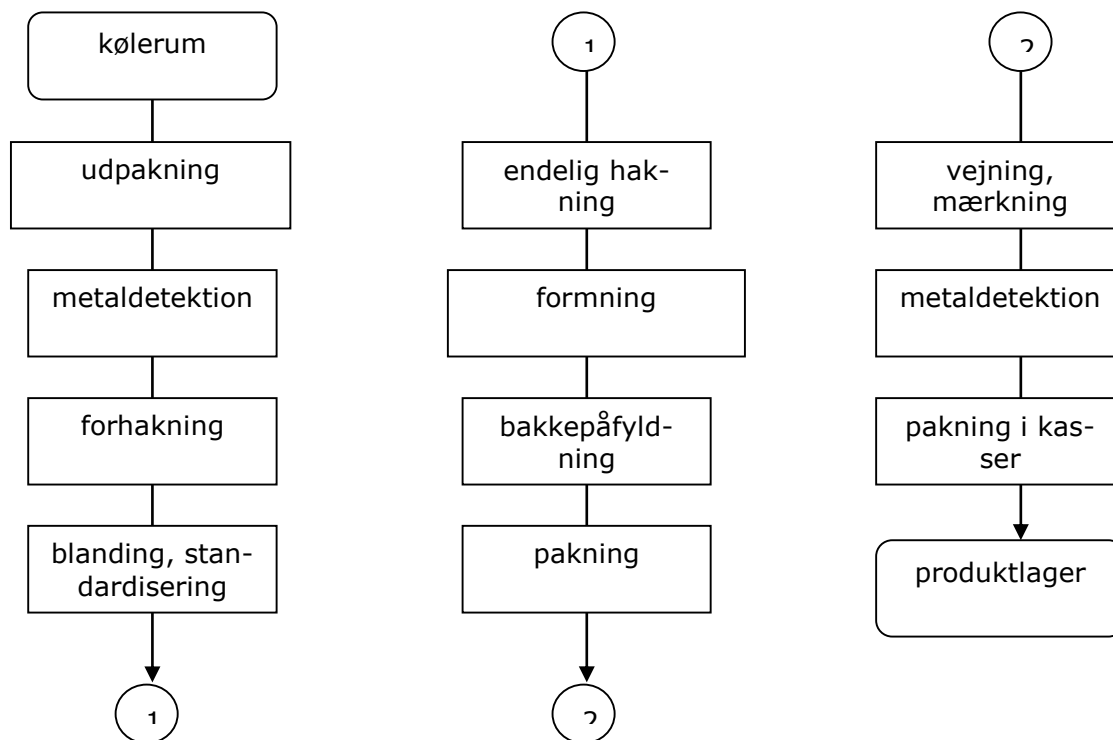 kølerum
udpakning
metaldetektion
forhakning
blanding, stan-
dardisering
1
1
endelig hak-
ning
formning
bakkepåfyld-
ning
pakning
2
2
vejning,
mærkning
metaldetektion
pakning i kas-
ser
produktlager